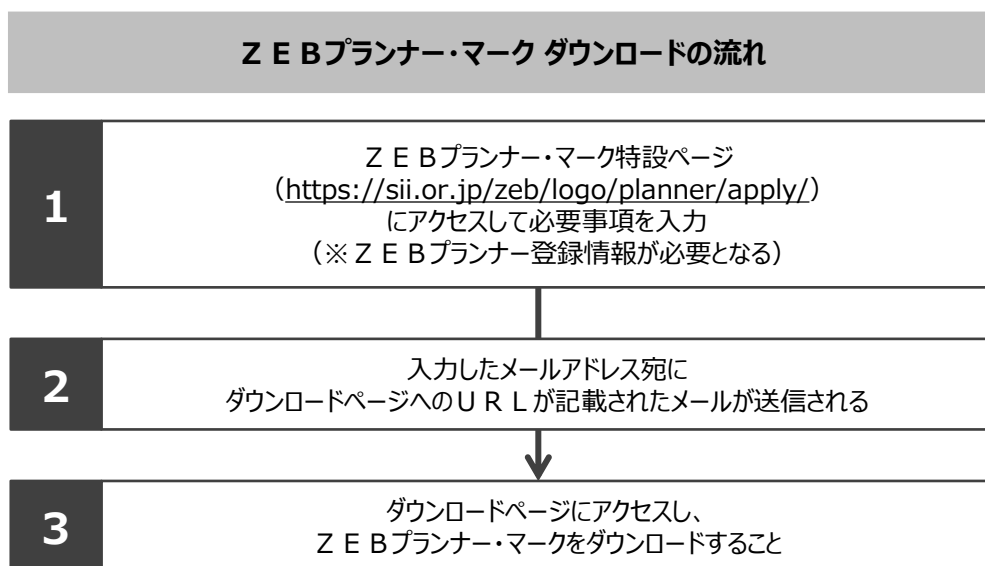 ＺＥＢプランナー・マーク ダウンロードの流れ
1
ＺＥＢプランナー・マーク特設ページ
（https://sii.or.jp/zeb/logo/planner/apply/）
にアクセスして必要事項を入力
（※ＺＥＢプランナー登録情報が必要となる）
2
入力したメールアドレス宛に
ダウンロードページへのＵＲＬが記載されたメールが送信される
3
ダウンロードページにアクセスし、
ＺＥＢプランナー・マークをダウンロードすること